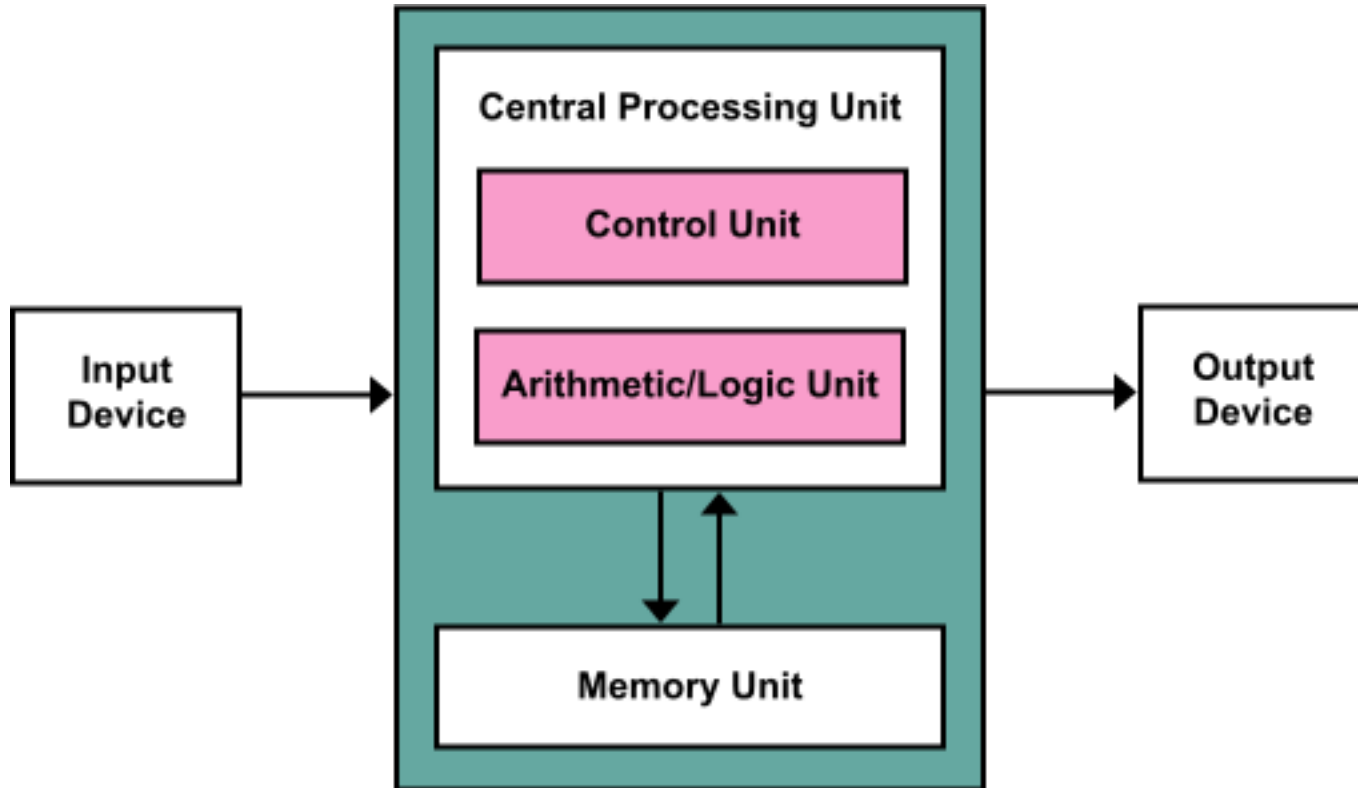 Central Processing Unit
Control Unit
Arithmetic/Logic Unit
Input
Device
Output
Device
Memory Unit